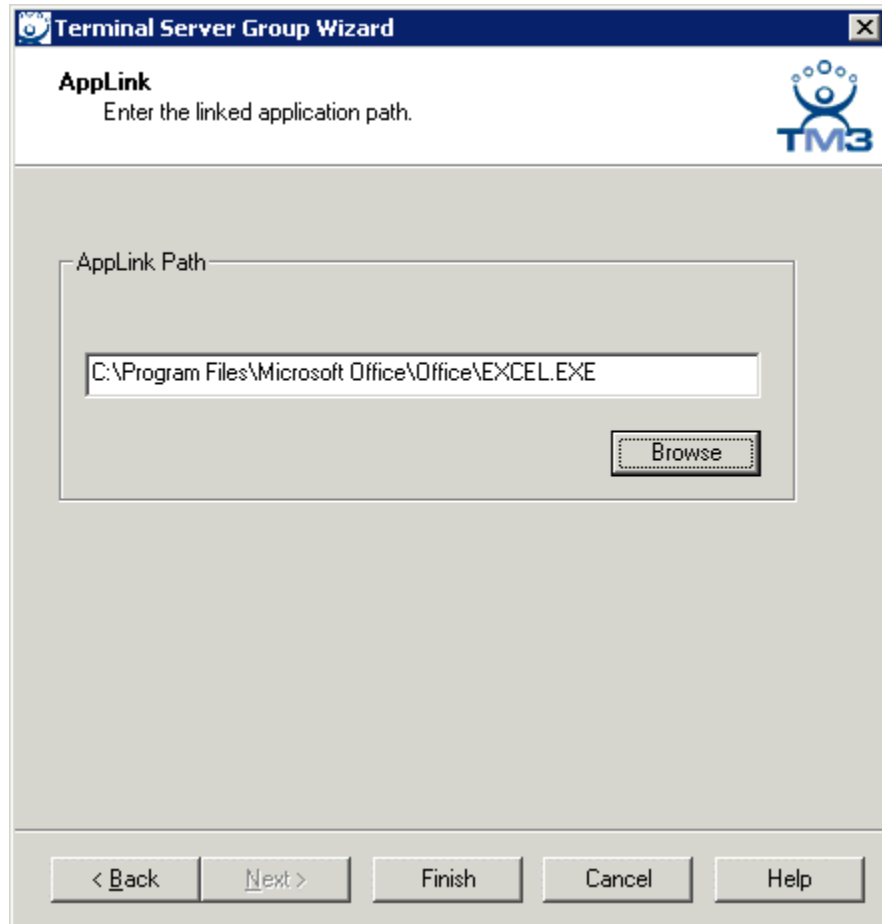 Terminal Server Group Wizard
AppLink
Enter the linked application path.
TM3
AppLink Path
C:\Program Files\Microsoft Office\Office\EXCEL.EXE
Browse
< Back Next > Finish Cancel Help